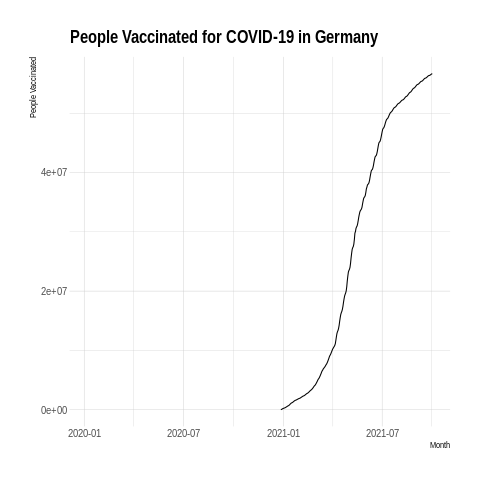 People Vaccinated for COVID-19 in Germany
People Vaccinated
4e+07
2e+07
0e+00
2020-01 2020-07 2021-01 2021-07
Month